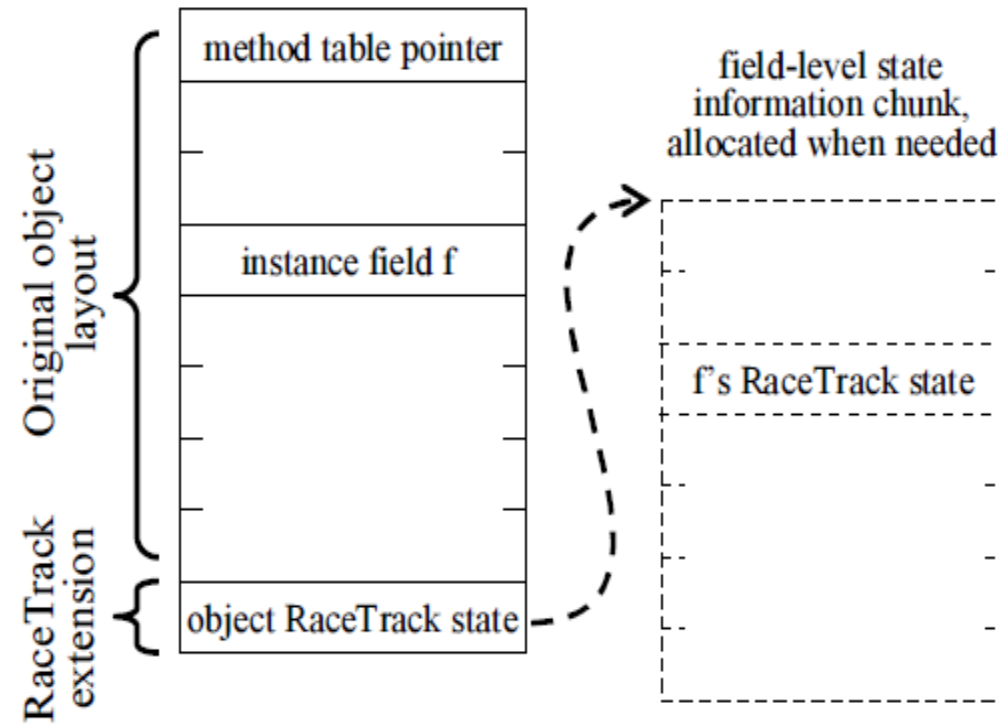 method table pointer
instance field f
object RaceTrack state
Original object
layout
RaceTrack
extension
field-level state
information chunk,
allocated when needed
f's RaceTrack state